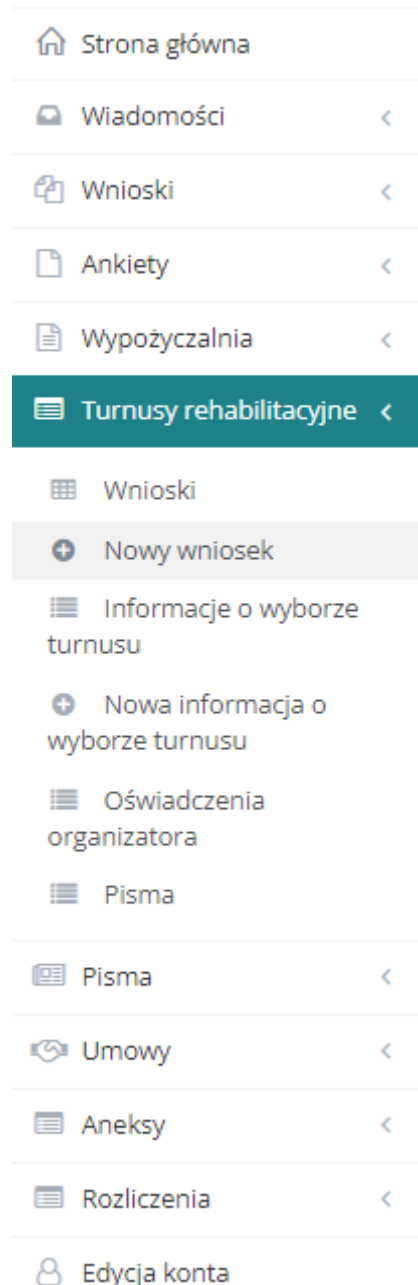 Strona główna
Wiadomości
Wnioski
Ankiety
Wypożyczalnia
Turnusy rehabilitacyjne
Wnioski
Nowy wniosek
Informacje o wyborze
turnusu
Nowa informacja o
wyborze turnusu
Oświadczenia
organizatora
Pisma
Pisma
Umowy
Aneksy
Rozliczenia
Edycja konta